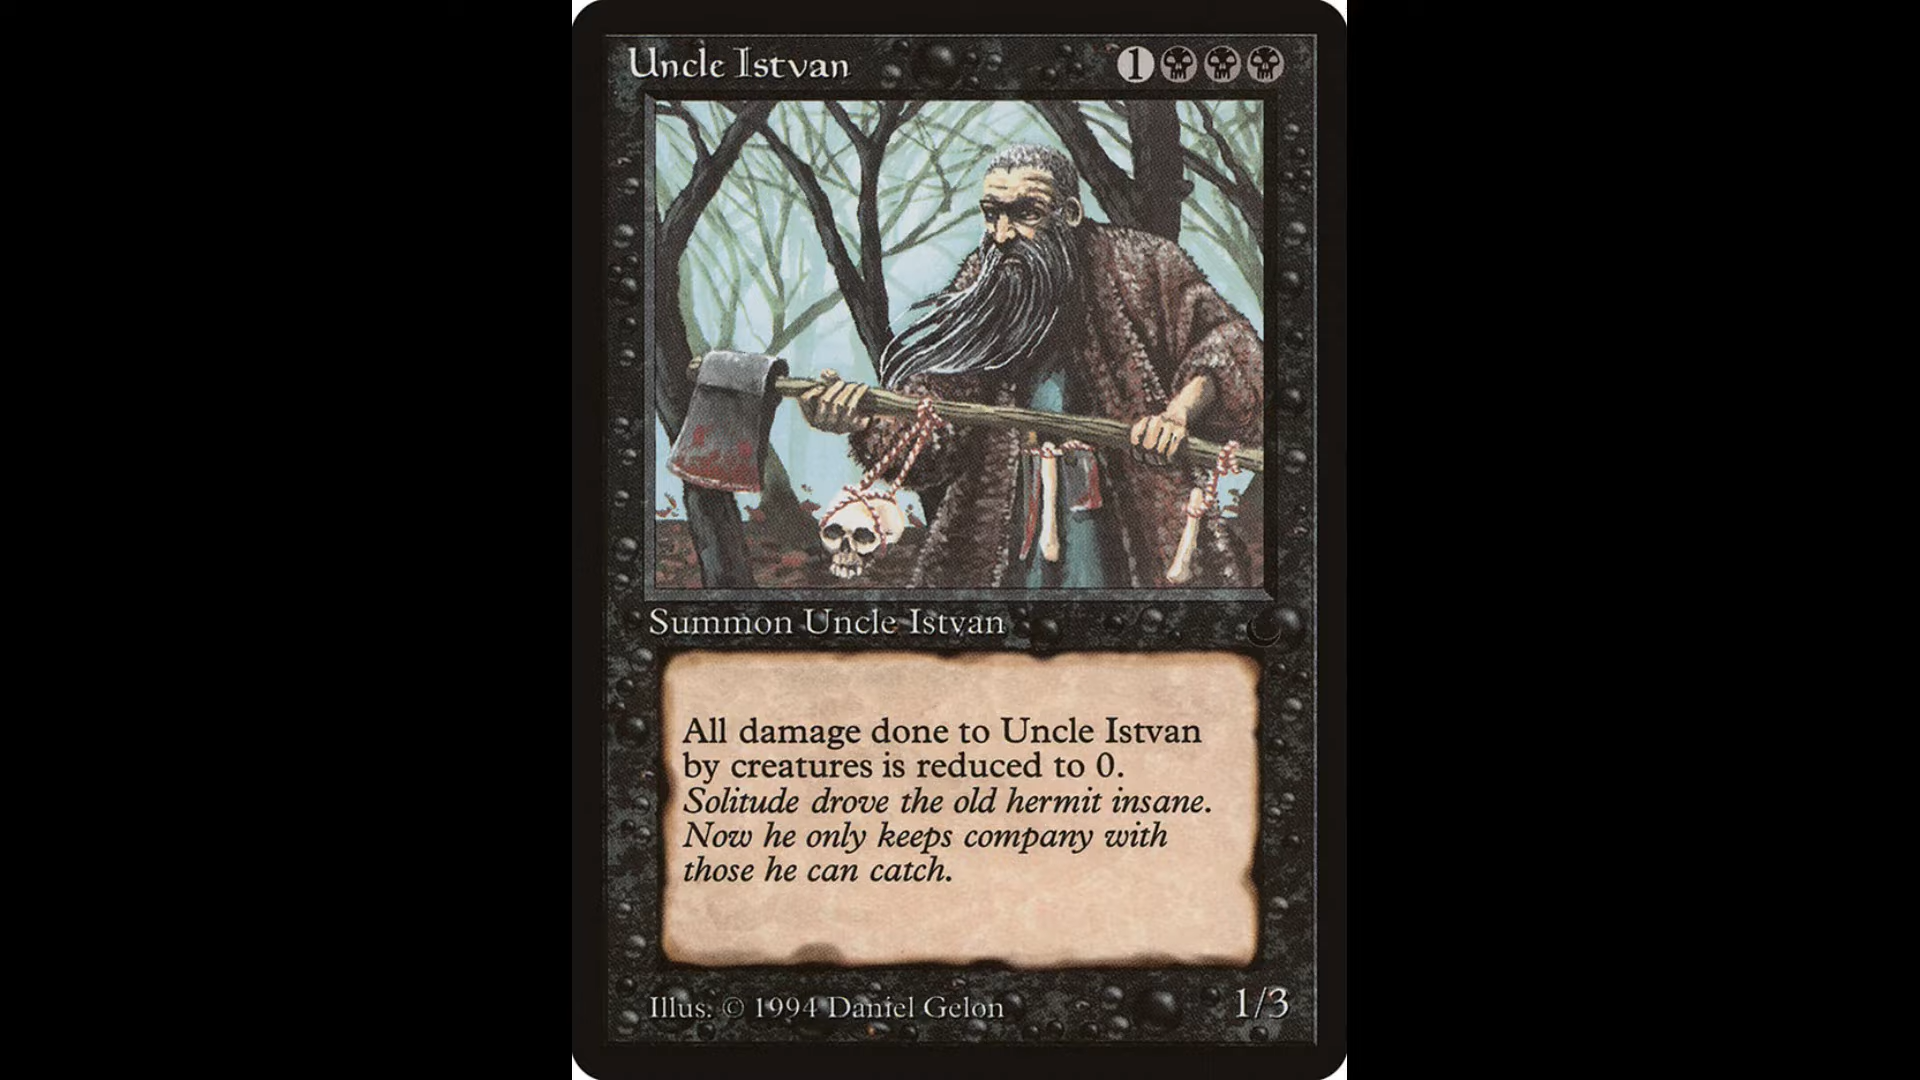 Uncle Istvan
1
Summon Uncle Istvan
All damage done to Uncle Istvan
by creatures is reduced to 0.
Solitude drove the old hermit insane.
Now he only keeps company with
those he can catch.
Illus. © 1994 Daniel Gelon
1/3